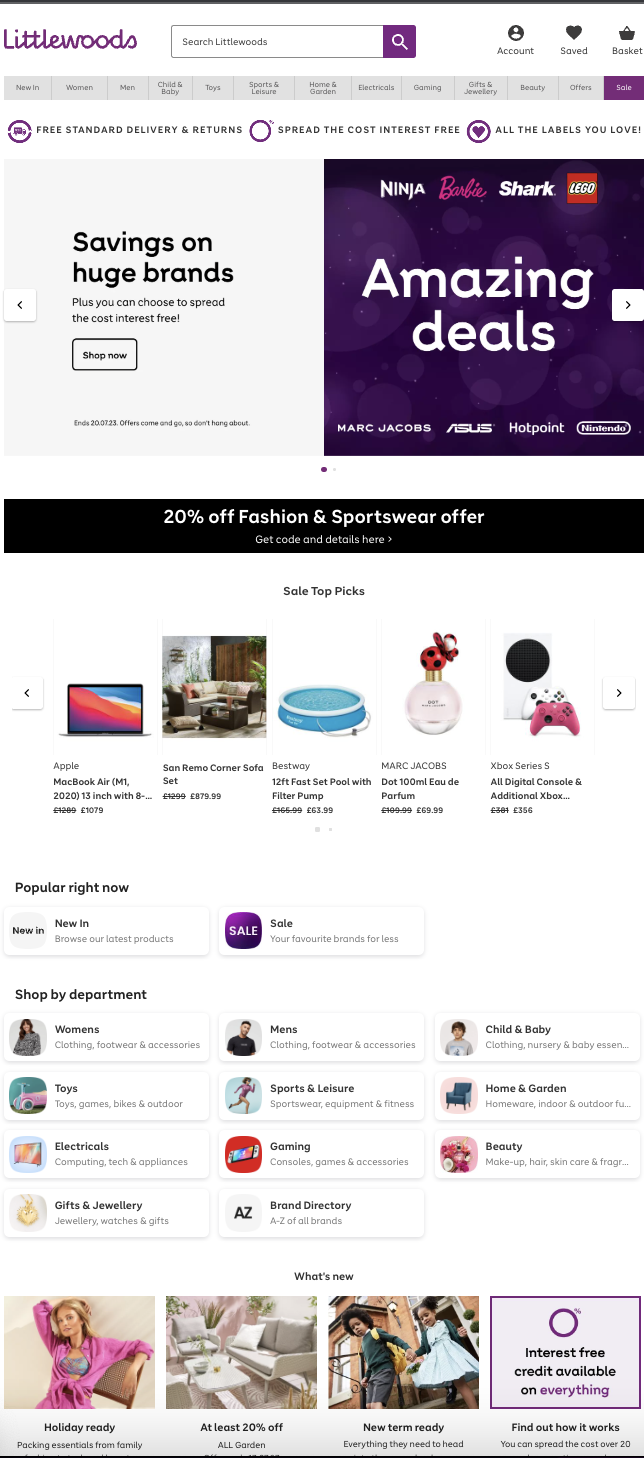 Littlewoods
Search Littlewoods
Account
Saved
Basket
New In
Women
Men
Child &
Baby
Toys
Sports &
Leisure
Home &
Garden
Electricals
Gaming
Gifts &
Jewellery
Beauty
Offers
Sale
FREE STANDARD DELIVERY & RETURNS
%
SPREAD THE COST INTEREST FREE
ALL THE LABELS YOU LOVE!
Savings on
huge brands
Plus you can choose to spread
the cost interest free!
Shop now
Ends 20.07.23. Offers come and go, so don't hang about.
NINJA Barbie Shark LEGO
Amazing
deals
MARC JACOBS ASUS Hotpoint Nintendo
20% off Fashion & Sportswear offer
Get code and details here >
Sale Top Picks
Bestway
DOT
MARC JACOBS
Apple
MacBook Air (M1,
2020) 13 inch with 8-...
£1289 £1079
San Remo Corner Sofa
Set
£1299 £879.99
Bestway
12ft Fast Set Pool with
Filter Pump
£165.99 £63.99
MARC JACOBS
Dot 100ml Eau de
Parfum
£109.99 £69.99
Xbox Series S
All Digital Console &
Additional Xbox...
£381 £356
Popular right now
New in
New In
Browse our latest products
SALE
Sale
Your favourite brands for less
Shop by department
Womens
Clothing, footwear & accessories
Mens
Clothing, footwear & accessories
Child & Baby
Clothing, nursery & baby essen...
Toys
Toys, games, bikes & outdoor
Sports & Leisure
Sportswear, equipment & fitness
Home & Garden
Homeware, indoor & outdoor fu...
Electricals
Computing, tech & appliances
Gaming
Consoles, games & accessories
Beauty
Make-up, hair, skin care & fragr...
Gifts & Jewellery
Jewellery, watches & gifts
AZ
Brand Directory
A-Z of all brands
What's new
%
Interest free
credit available
on everything
Holiday ready
Packing essentials from family
At least 20% off
ALL Garden
New term ready
Everything they need to head
Find out how it works
You can spread the cost over 20